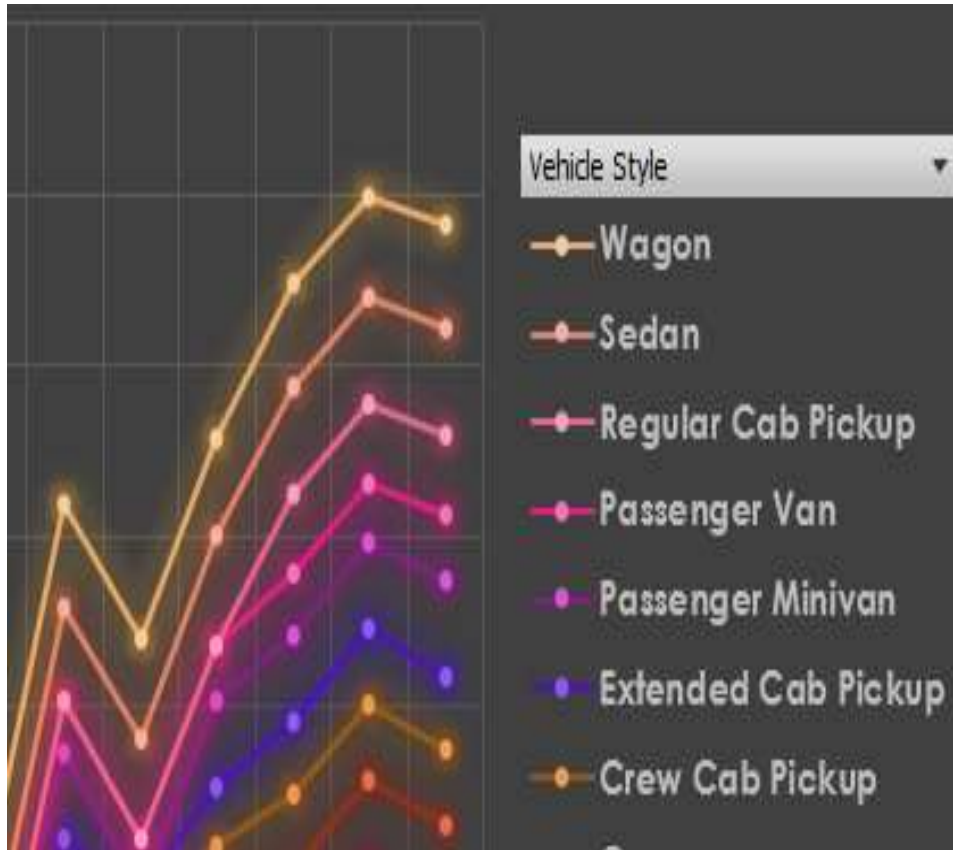 Vehicle Style
Wagon
Sedan
Regular Cab Pickup
Passenger Van
Passenger Minivan
Extended Cab Pickup
Crew Cab Pickup